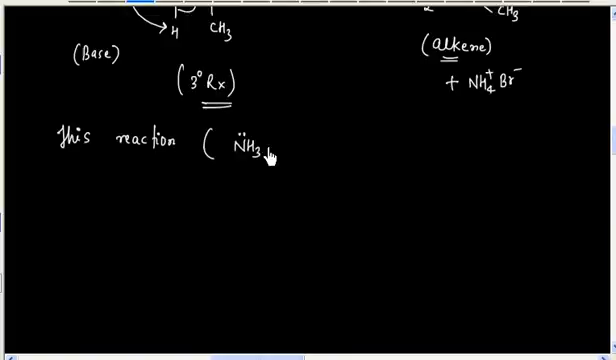 H CH3
CH3
(Base)
(alkene)
(3° Rx)
+ NH4+ Br−
This reaction ( N̈H3